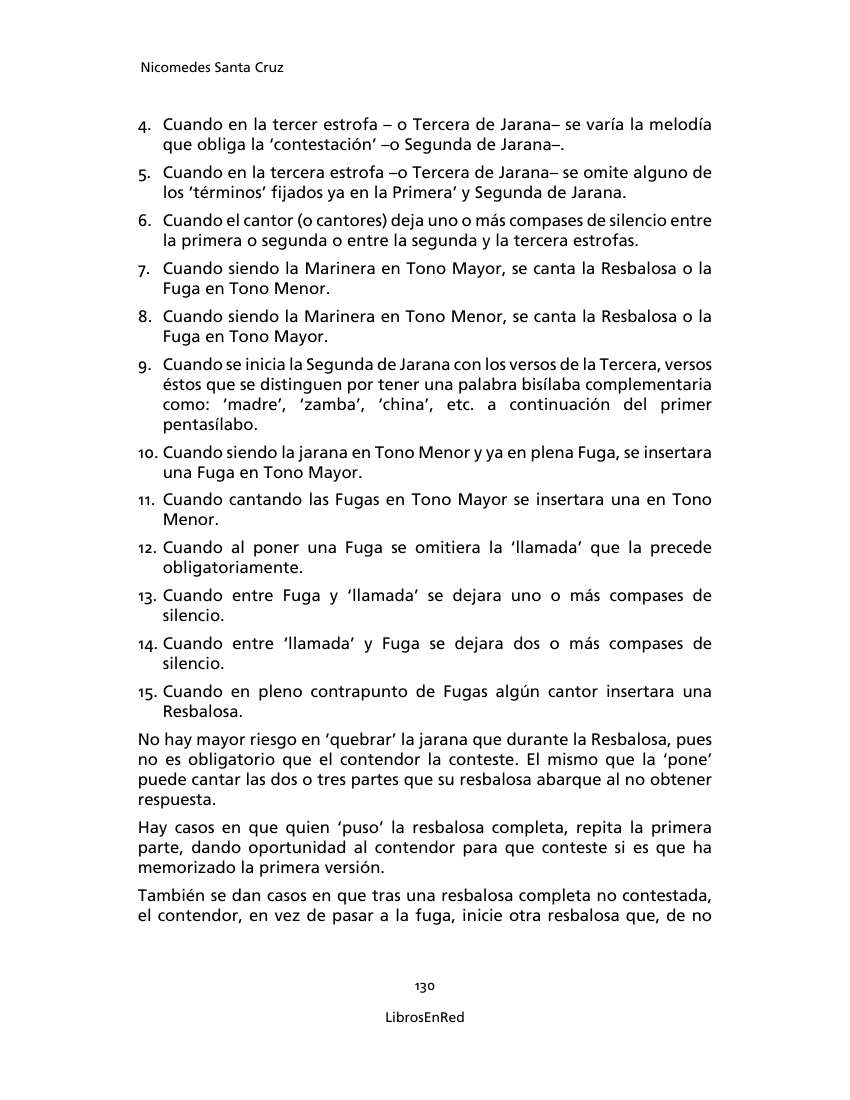 Nicomedes Santa Cruz
4. Cuando en la tercer estrofa – o Tercera de Jarana– se varía la melodía
que obliga la ‘contestación’ –o Segunda de Jarana–.
5. Cuando en la tercera estrofa –o Tercera de Jarana– se omite alguno de
los ‘términos’ fijados ya en la Primera’ y Segunda de Jarana.
6. Cuando el cantor (o cantores) deja uno o más compases de silencio entre
la primera o segunda o entre la segunda y la tercera estrofas.
7. Cuando siendo la Marinera en Tono Mayor, se canta la Resbalosa o la
Fuga en Tono Menor.
8. Cuando siendo la Marinera en Tono Menor, se canta la Resbalosa o la
Fuga en Tono Mayor.
9. Cuando se inicia la Segunda de Jarana con los versos de la Tercera, versos
éstos que se distinguen por tener una palabra bisílaba complementaria
como: ‘madre’, ‘zamba’, ‘china’, etc. a continuación del primer
pentasílabo.
10. Cuando siendo la jarana en Tono Menor y ya en plena Fuga, se insertara
una Fuga en Tono Mayor.
11. Cuando cantando las Fugas en Tono Mayor se insertara una en Tono
Menor.
12. Cuando al poner una Fuga se omitiera la ‘llamada’ que la precede
obligatoriamente.
13. Cuando entre Fuga y ‘llamada’ se dejara uno o más compases de
silencio.
14. Cuando entre ‘llamada’ y Fuga se dejara dos o más compases de
silencio.
15. Cuando en pleno contrapunto de Fugas algún cantor insertara una
Resbalosa.
No hay mayor riesgo en ‘quebrar’ la jarana que durante la Resbalosa, pues
no es obligatorio que el contendor la conteste. El mismo que la ‘pone’
puede cantar las dos o tres partes que su resbalosa abarque al no obtener
respuesta.
Hay casos en que quien ‘puso’ la resbalosa completa, repita la primera
parte, dando oportunidad al contendor para que conteste si es que ha
memorizado la primera versión.
También se dan casos en que tras una resbalosa completa no contestada,
el contendor, en vez de pasar a la fuga, inicie otra resbalosa que, de no
130
LibrosEnRed